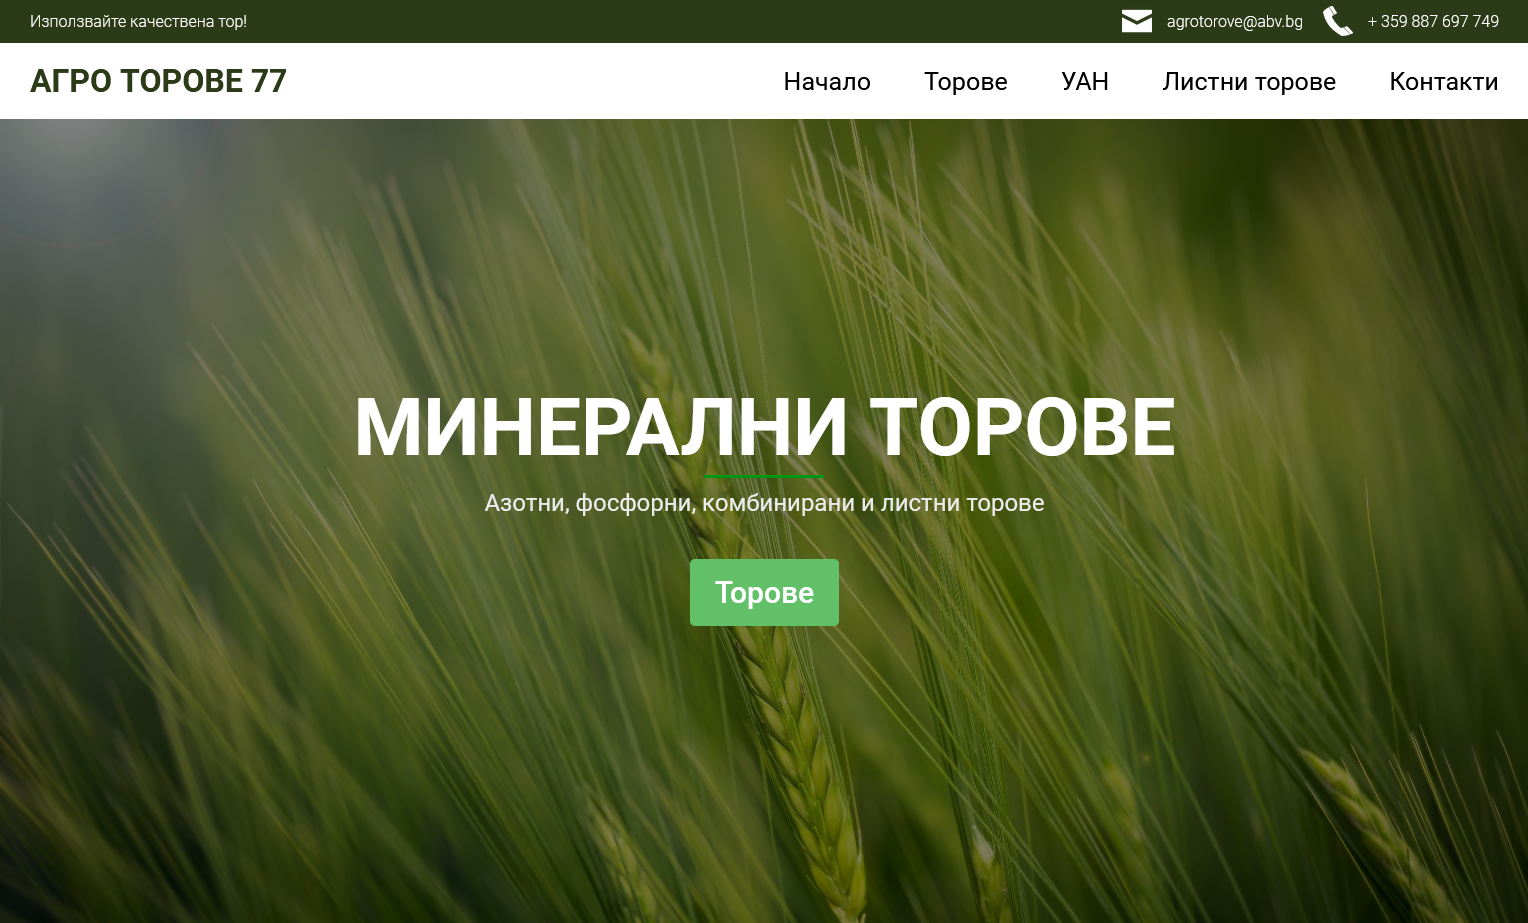 Използвайте качествена тор!
agrotorove@abv.bg
+ 359 887 697 749
АГРО ТОРОВЕ 77
Начало
Торове
УАН
Листни торове
Контакти
МИНЕРАЛНИ ТОРОВЕ
Азотни, фосфорни, комбинирани и листни торове
Торове